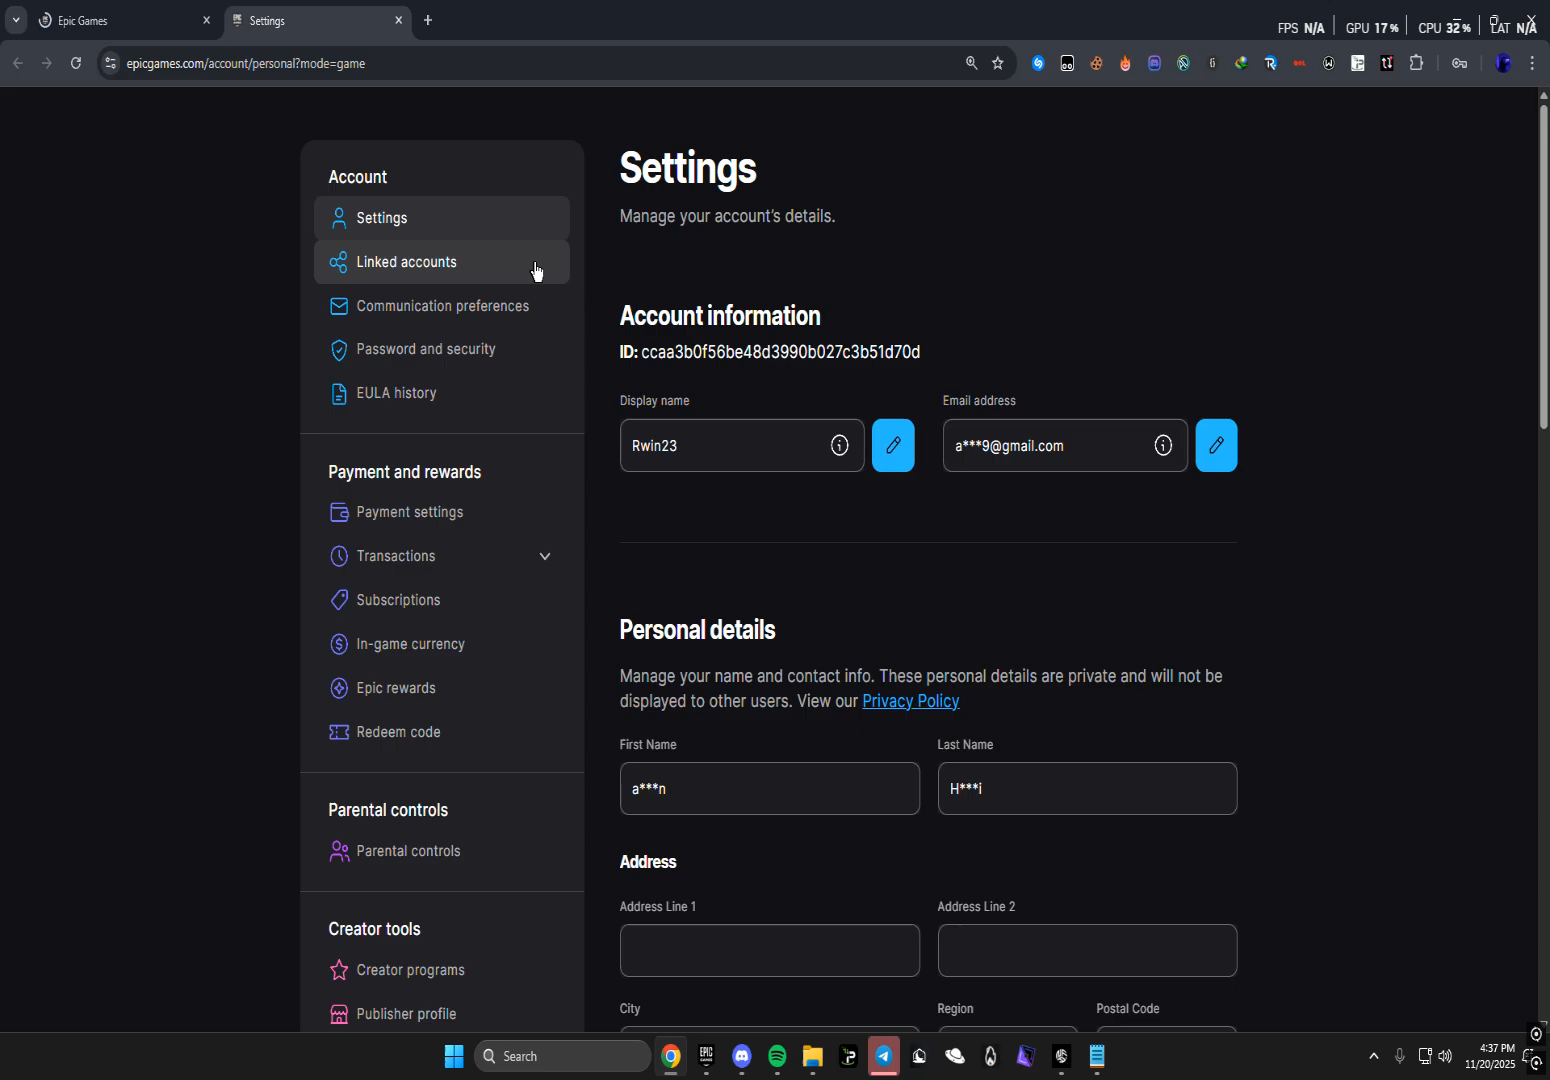 Epic Games
Settings
FPS N/A
GPU 17%
CPU 32%
LAT N/A
epicgames.com/account/personal?mode=game
Account
Settings
Linked accounts
Communication preferences
Password and security
EULA history
Payment and rewards
Payment settings
Transactions
Subscriptions
In-game currency
Epic rewards
Redeem code
Parental controls
Parental controls
Creator tools
Creator programs
Publisher profile
Settings
Manage your account's details.
Account information
ID: ccaa3b0f56be48d3990b027c3b51d70d
Display name
Email address
Rwin23
a***9@gmail.com
Personal details
Manage your name and contact info. These personal details are private and will not be
displayed to other users. View our Privacy Policy
First Name
Last Name
a***n
H***i
Address
Address Line 1
Address Line 2
City
Region
Postal Code
Search
4:37 PM
11/20/2025